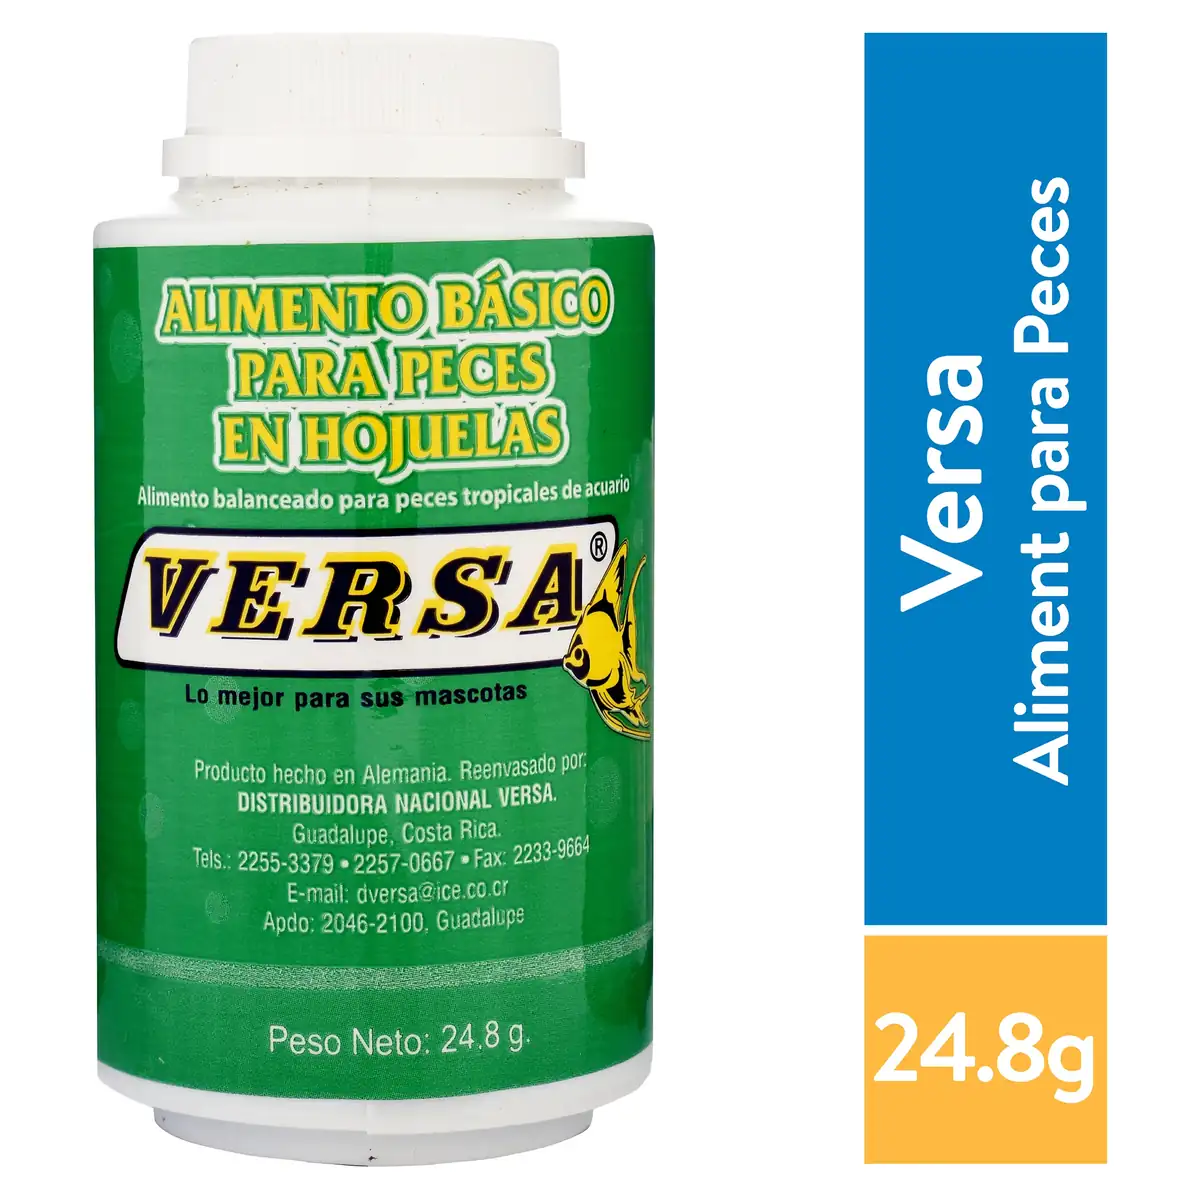 ALIMENTO BÁSICO
PARA PECES
EN HOJUELAS
Alimento balanceado para peces tropicales de acuario
VERSA®
Lo mejor para sus mascotas
Producto hecho en Alemania. Reenvasado por:
DISTRIBUIDORA NACIONAL VERSA.
Guadalupe, Costa Rica.
Tels.: 2255-3379 • 2257-0667 • Fax: 2233-9664
E-mail: dversa@ice.co.cr
Apdo: 2046-2100, Guadalupe
Peso Neto: 24.8 g.
Versa
Aliment para Peces
24.8g